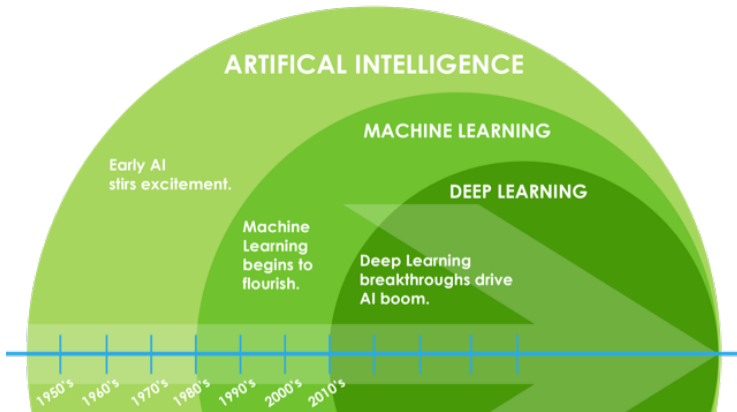 ARTIFICAL INTELLIGENCE
MACHINE LEARNING
Early AI
stirs excitement.
DEEP LEARNING
Machine
Learning
begins to
flourish.
Deep Learning
breakthroughs drive
AI boom.
1950's 1960's 1970's 1980's 1990's 2000's 2010's